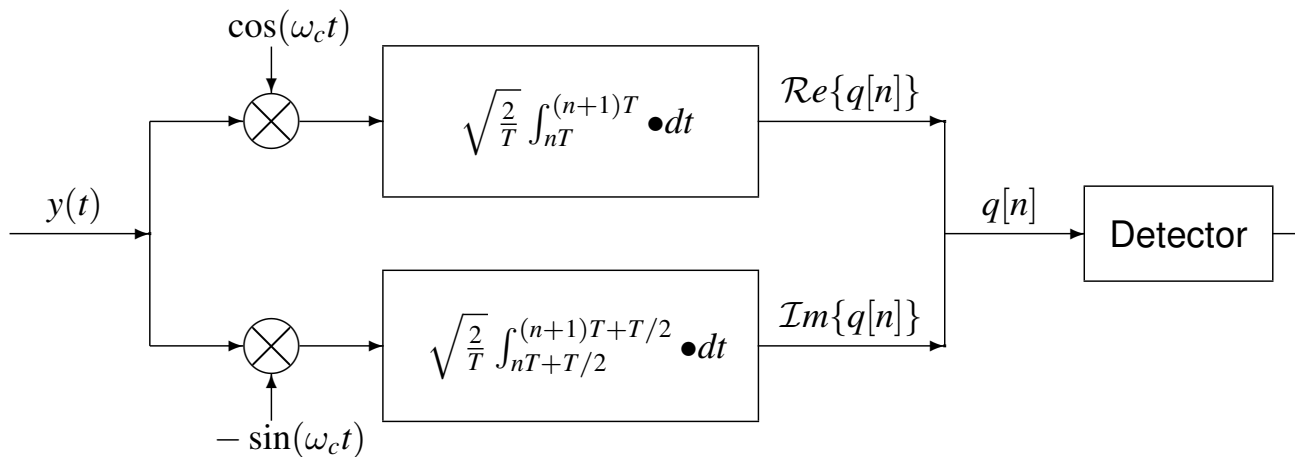 cos(ω_c t)
√(2/T) ∫_{nT}^{(n+1)T} •dt
Re{q[n]}
y(t)
q[n]
Detector
√(2/T) ∫_{nT+T/2}^{(n+1)T+T/2} •dt
Im{q[n]}
− sin(ω_c t)